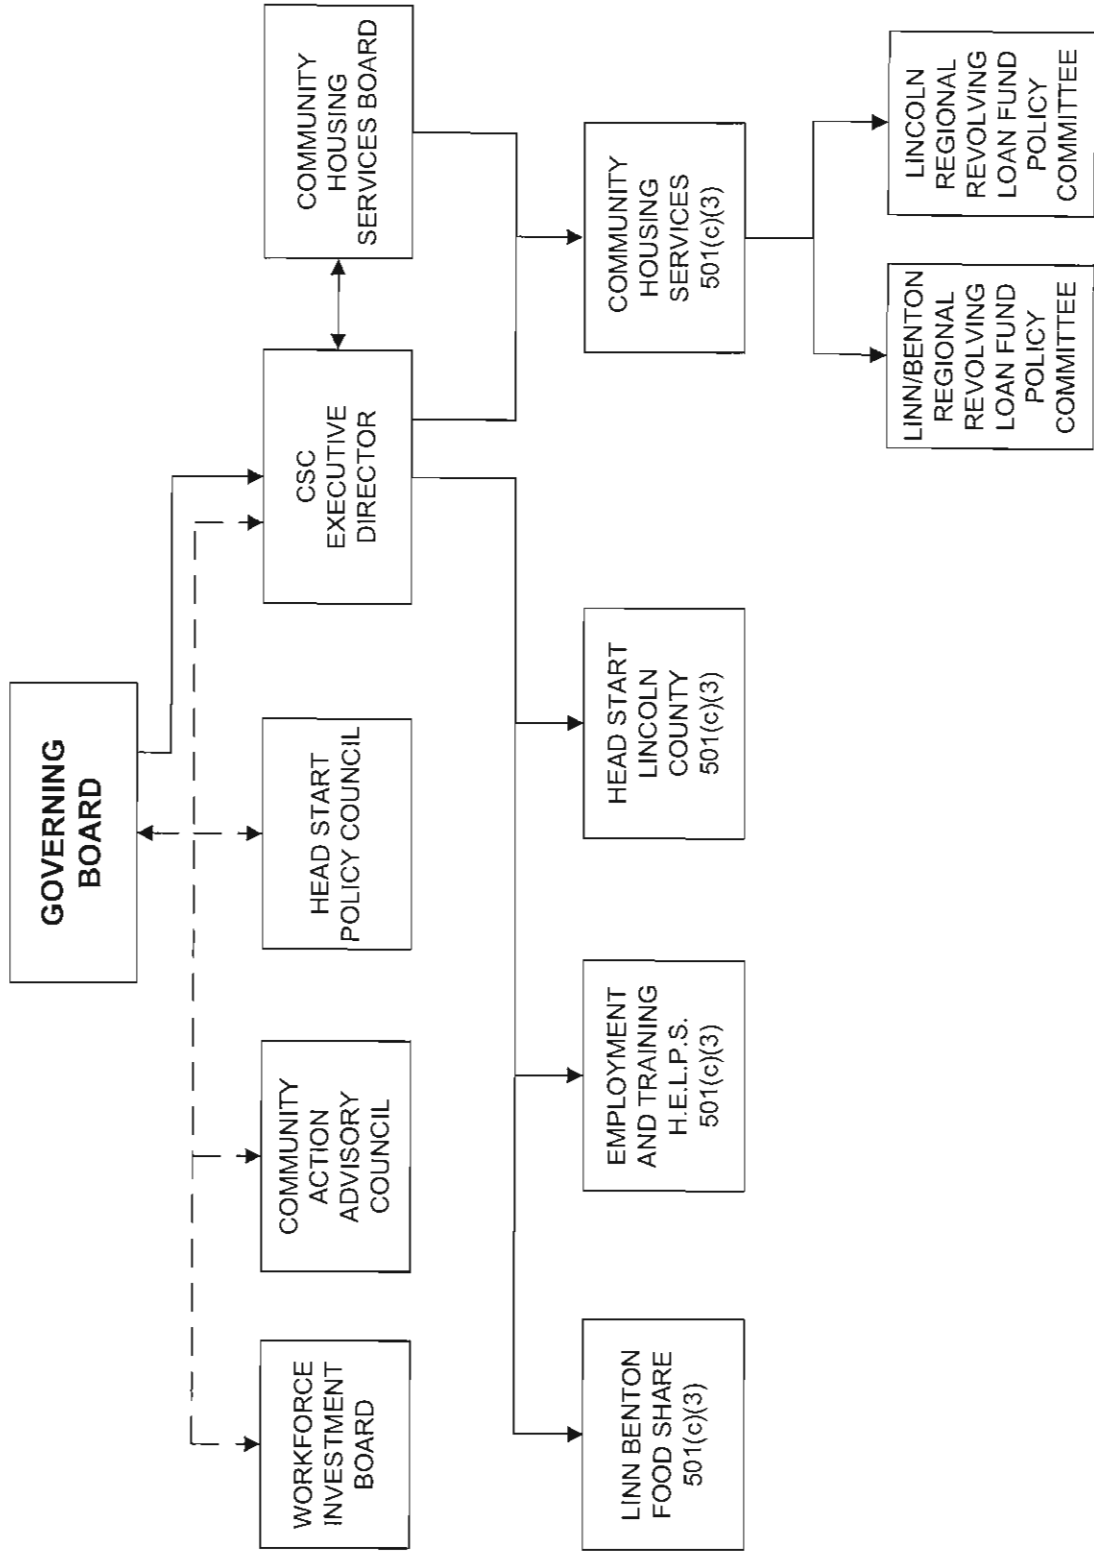 GOVERNING
BOARD
WORKFORCE
INVESTMENT
BOARD
COMMUNITY
ACTION
ADVISORY
COUNCIL
HEAD START
POLICY COUNCIL
CSC
EXECUTIVE
DIRECTOR
COMMUNITY
HOUSING
SERVICES BOARD
LINN BENTON
FOOD SHARE
501(c)(3)
EMPLOYMENT
AND TRAINING
H.E.L.P.S.
501(c)(3)
HEAD START
LINCOLN
COUNTY
501(c)(3)
COMMUNITY
HOUSING
SERVICES
501(c)(3)
LINN/BENTON
REGIONAL
REVOLVING
LOAN FUND
POLICY
COMMITTEE
LINCOLN
REGIONAL
REVOLVING
LOAN FUND
POLICY
COMMITTEE